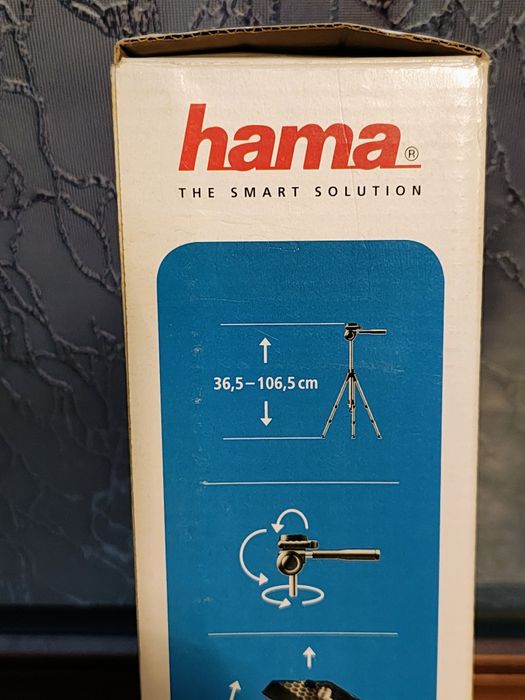 hama®
THE SMART SOLUTION
36,5–106,5 cm